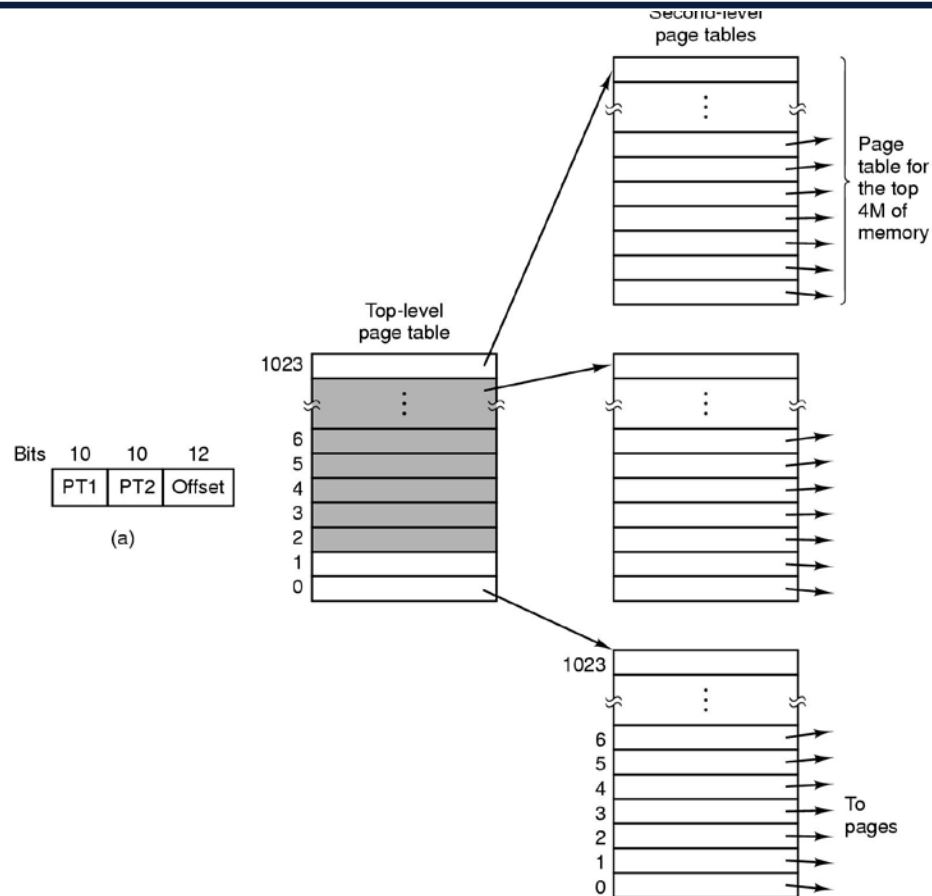 Second-level
page tables
Page
table for
the top
4M of
memory
Top-level
page table
1023
6
5
4
3
2
1
0
Bits 10 10 12
PT1 PT2 Offset
(a)
1023
6
5
4
3
2
1
0
To
pages